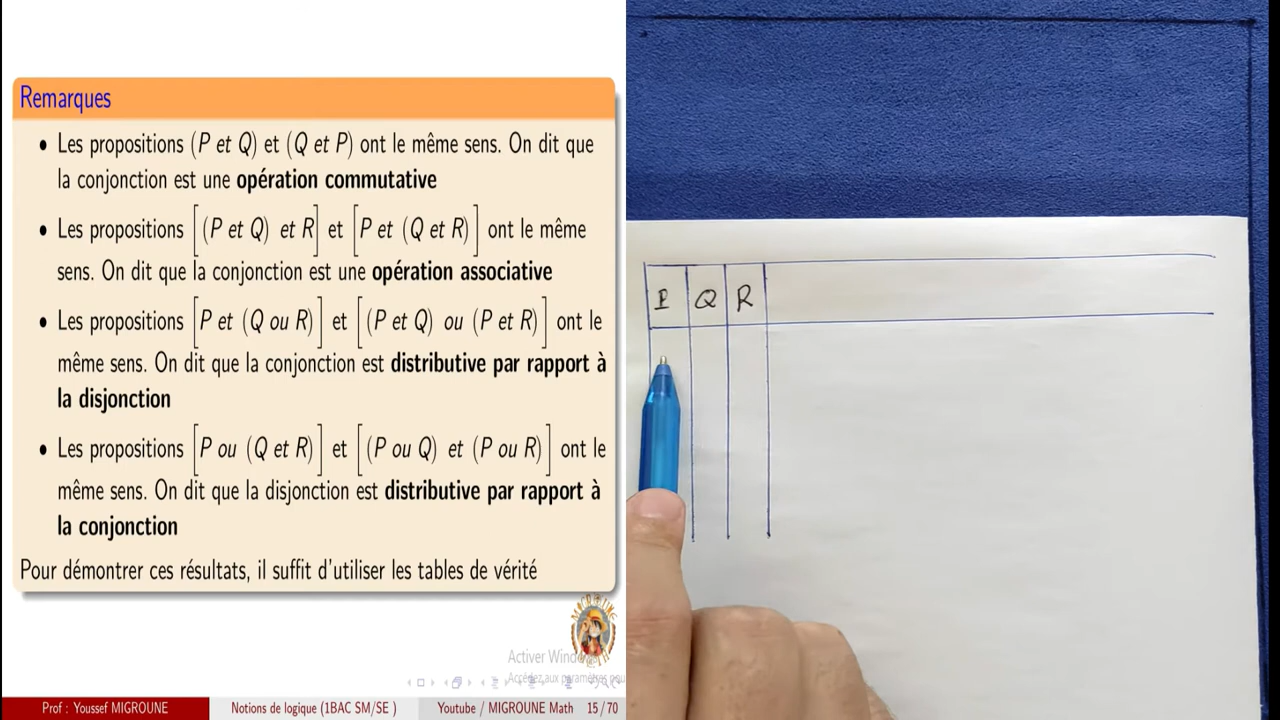 Remarques
• Les propositions (P et Q) et (Q et P) ont le même sens. On dit que
la conjonction est une opération commutative
• Les propositions [(P et Q) et R] et [P et (Q et R)] ont le même
sens. On dit que la conjonction est une opération associative
• Les propositions [P et (Q ou R)] et [(P et Q) ou (P et R)] ont le
même sens. On dit que la conjonction est distributive par rapport à
la disjonction
• Les propositions [P ou (Q et R)] et [(P ou Q) et (P ou R)] ont le
même sens. On dit que la disjonction est distributive par rapport à
la conjonction
Pour démontrer ces résultats, il suffit d'utiliser les tables de vérité
Activer Windo
Accédez aux paramètres pou
Prof : Youssef MIGROUNE Notions de logique (1BAC SM/SE ) Youtube / MIGROUNE Math 15 / 70
P Q R